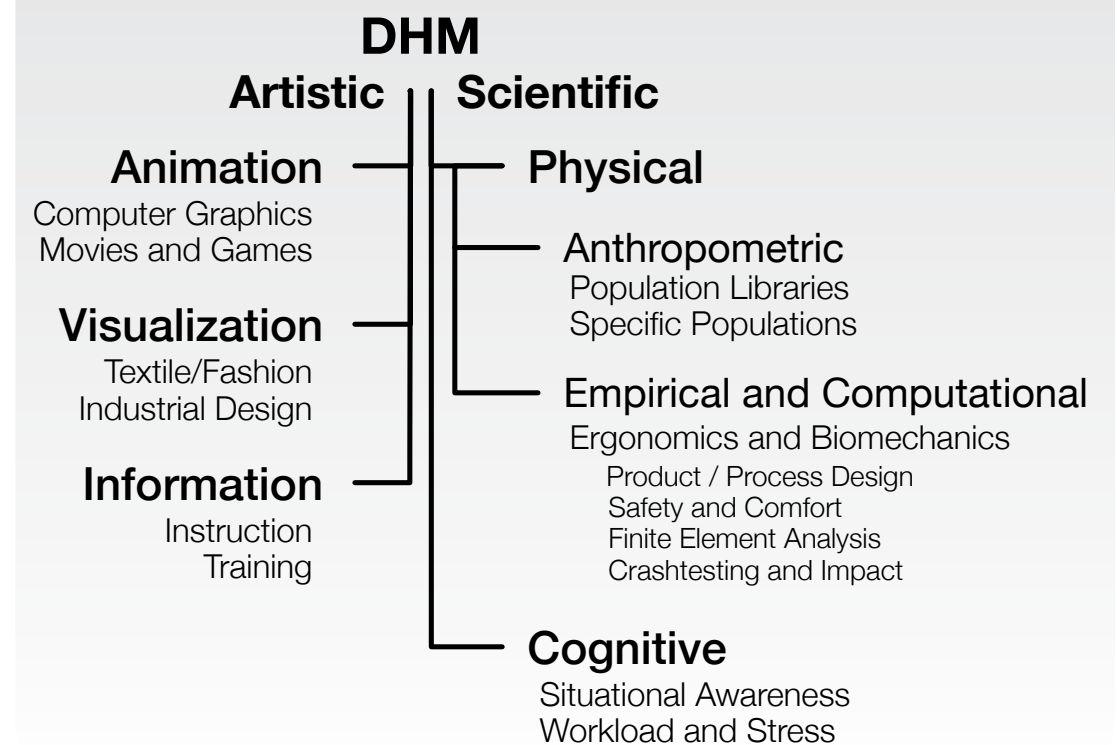 DHM
Artistic
Scientific
Animation
Computer Graphics
Movies and Games
Visualization
Textile/Fashion
Industrial Design
Information
Instruction
Training
Physical
Anthropometric
Population Libraries
Specific Populations
Empirical and Computational
Ergonomics and Biomechanics
Product / Process Design
Safety and Comfort
Finite Element Analysis
Crashtesting and Impact
Cognitive
Situational Awareness
Workload and Stress